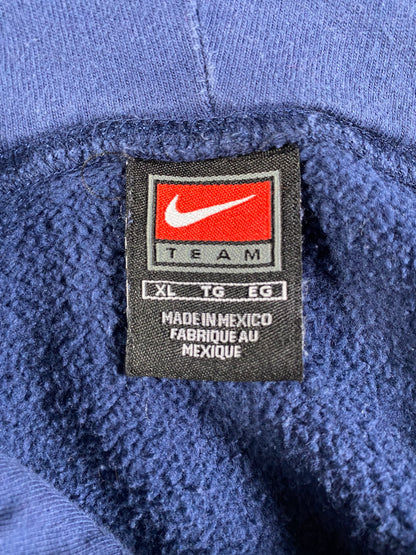 TEAM
XL TG EG
MADE IN MEXICO
FABRIQUE AU
MEXIQUE